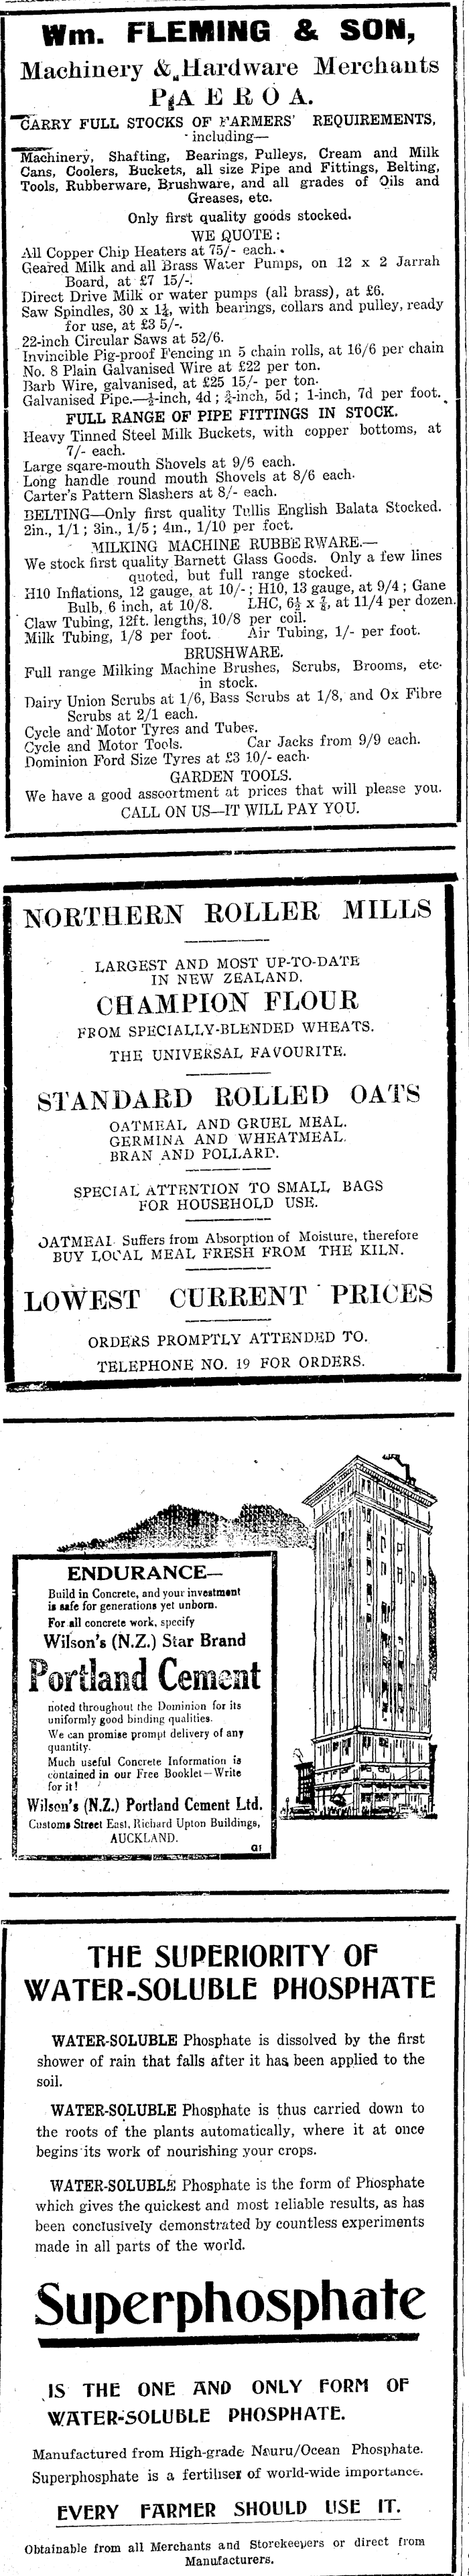 Wm. FLEMING & SON,
Machinery & Hardware Merchants
PAEROA.
CARRY FULL STOCKS OF FARMERS' REQUIREMENTS,
including—
Machinery, Shafting, Bearings, Pulleys, Cream and Milk
Cans, Coolers, Buckets, all size Pipe and Fittings, Belting,
Tools, Rubberware, Brushware, and all grades of Oils and
Greases, etc.
Only first quality goods stocked.
WE QUOTE:
All Copper Chip Heaters at 75/- each.
Geared Milk and all Brass Water Pumps, on 12 x 2 Jarrah
Board, at £7 15/-.
Direct Drive Milk or water pumps (all brass), at £6.
Saw Spindles, 30 x 1¼, with bearings, collars and pulley, ready
for use, at £3 5/-.
22-inch Circular Saws at 52/6.
Invincible Pig-proof Fencing in 5 chain rolls, at 16/6 per chain
No. 8 Plain Galvanised Wire at £22 per ton.
Barb Wire, galvanised, at £25 15/- per ton.
Galvanised Pipe.—½-inch, 4d; ¾-inch, 5d; 1-inch, 7d per foot.
FULL RANGE OF PIPE FITTINGS IN STOCK.
Heavy Tinned Steel Milk Buckets, with copper bottoms, at
7/- each.
Large sqare-mouth Shovels at 9/6 each.
Long handle round mouth Shovels at 8/6 each.
Carter's Pattern Slashers at 8/- each.
BELTING—Only first quality Tullis English Balata Stocked.
2in., 1/1; 3in., 1/5; 4in., 1/10 per foot.
MILKING MACHINE RUBBERWARE.—
We stock first quality Barnett Glass Goods. Only a few lines
quoted, but full range stocked.
H10 Inflations, 12 gauge, at 10/-; H10, 13 gauge, at 9/4; Gane
Bulb, 6 inch, at 10/8. LHC, 6½ x ⅞, at 11/4 per dozen.
Claw Tubing, 12ft. lengths, 10/8 per coil.
Milk Tubing, 1/8 per foot. Air Tubing, 1/- per foot.
BRUSHWARE.
Full range Milking Machine Brushes, Scrubs, Brooms, etc.
in stock.
Dairy Union Scrubs at 1/6, Bass Scrubs at 1/8, and Ox Fibre
Scrubs at 2/1 each.
Cycle and Motor Tyres and Tubes.
Cycle and Motor Tools. Car Jacks from 9/9 each.
Dominion Ford Size Tyres at £3 10/- each.
GARDEN TOOLS.
We have a good assortment at prices that will please you.
CALL ON US—IT WILL PAY YOU.
NORTHERN ROLLER MILLS
LARGEST AND MOST UP-TO-DATE
IN NEW ZEALAND.
CHAMPION FLOUR
FROM SPECIALLY-BLENDED WHEATS.
THE UNIVERSAL FAVOURITE.
STANDARD ROLLED OATS
OATMEAL AND GRUEL MEAL.
GERMINA AND WHEATMEAL.
BRAN AND POLLARD.
SPECIAL ATTENTION TO SMALL BAGS
FOR HOUSEHOLD USE.
OATMEAL Suffers from Absorption of Moisture, therefore
BUY LOCAL MEAL FRESH FROM THE KILN.
LOWEST CURRENT PRICES
ORDERS PROMPTLY ATTENDED TO.
TELEPHONE NO. 19 FOR ORDERS.
ENDURANCE—
Build in Concrete, and your investment
is safe for generations yet unborn.
For all concrete work, specify
Wilson's (N.Z.) Star Brand
Portland Cement
noted throughout the Dominion for its
uniformly good binding qualities.
We can promise prompt delivery of any
quantity.
Much useful Concrete Information is
contained in our Free Booklet—Write
for it!
Wilson's (N.Z.) Portland Cement Ltd.
Customs Street East, Richard Upton Buildings,
AUCKLAND.
THE SUPERIORITY OF
WATER-SOLUBLE PHOSPHATE
WATER-SOLUBLE Phosphate is dissolved by the first
shower of rain that falls after it has been applied to the
soil.
WATER-SOLUBLE Phosphate is thus carried down to
the roots of the plants automatically, where it at once
begins its work of nourishing your crops.
WATER-SOLUBLE Phosphate is the form of Phosphate
which gives the quickest and most reliable results, as has
been conclusively demonstrated by countless experiments
made in all parts of the world.
Superphosphate
IS THE ONE AND ONLY FORM OF
WATER-SOLUBLE PHOSPHATE.
Manufactured from High-grade Nauru/Ocean Phosphate.
Superphosphate is a fertiliser of world-wide importance.
EVERY FARMER SHOULD USE IT.
Obtainable from all Merchants and Storekeepers or direct from
Manufacturers.